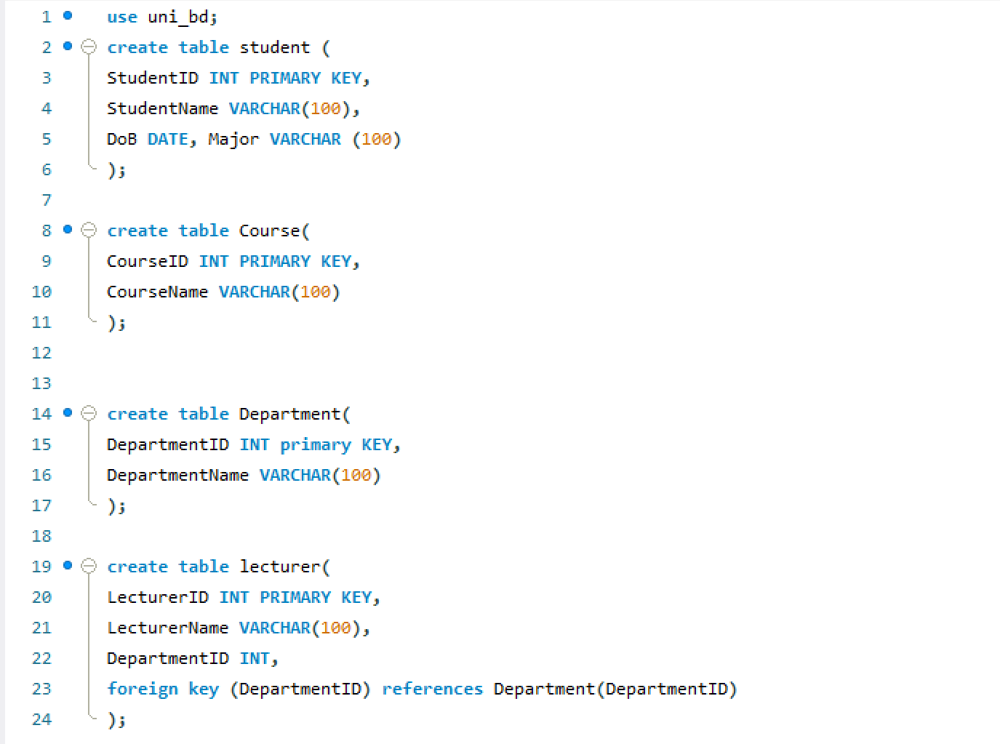 1 use uni_bd;
2 create table student (
3 StudentID INT PRIMARY KEY,
4 StudentName VARCHAR(100),
5 DoB DATE, Major VARCHAR (100)
6 );
7
8 create table Course(
9 CourseID INT PRIMARY KEY,
10 CourseName VARCHAR(100)
11 );
12
13
14 create table Department(
15 DepartmentID INT primary KEY,
16 DepartmentName VARCHAR(100)
17 );
18
19 create table lecturer(
20 LecturerID INT PRIMARY KEY,
21 LecturerName VARCHAR(100),
22 DepartmentID INT,
23 foreign key (DepartmentID) references Department(DepartmentID)
24 );